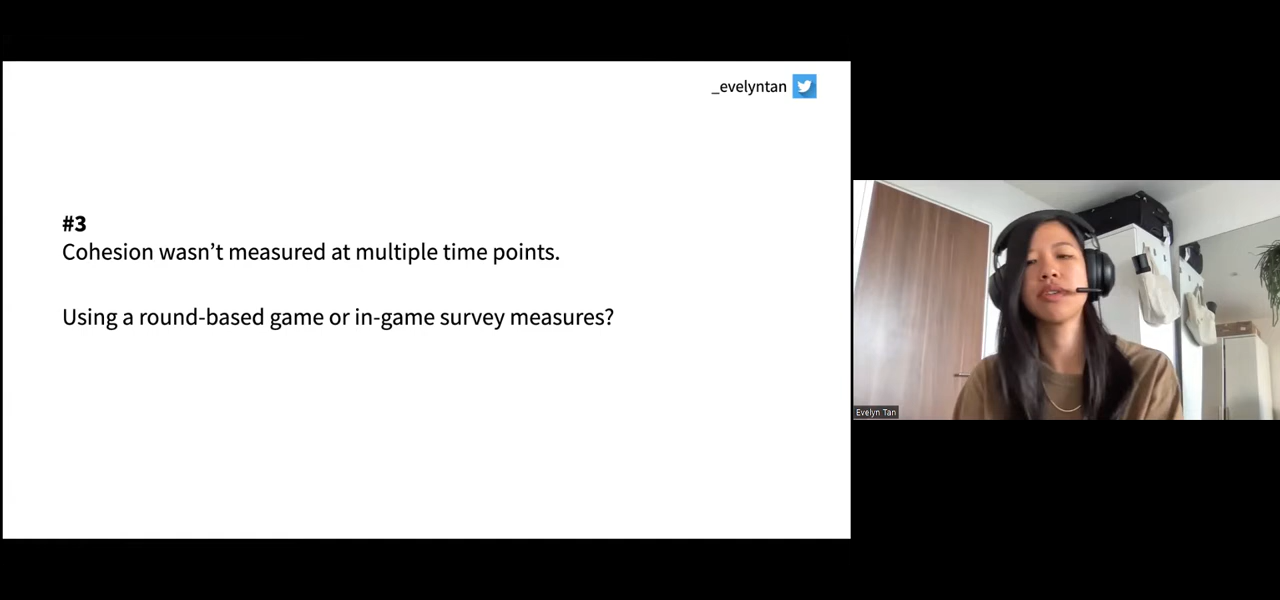 _evelyntan
#3
Cohesion wasn’t measured at multiple time points.
Using a round-based game or in-game survey measures?
Evelyn Tan